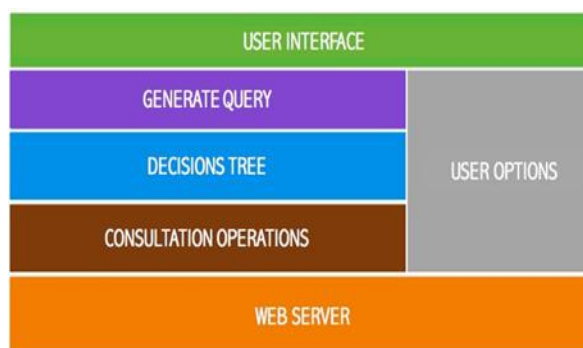 USER INTERFACE
GENERATE QUERY
DECISIONS TREE
USER OPTIONS
CONSULTATION OPERATIONS
WEB SERVER